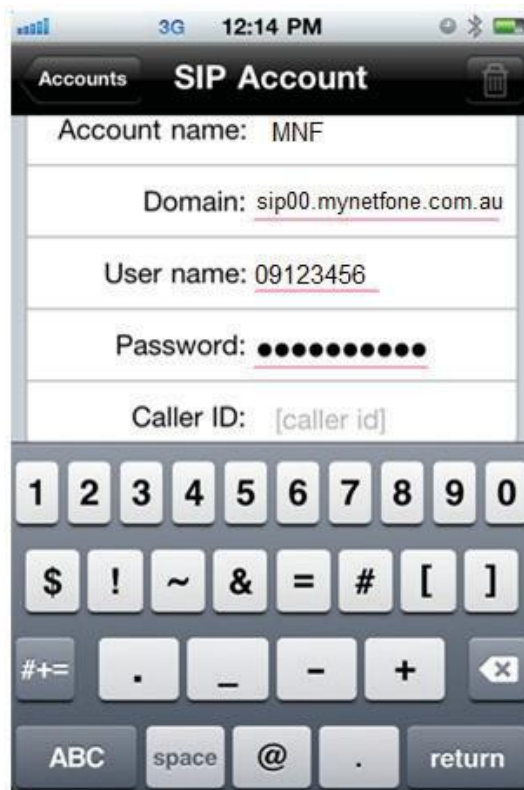 3G 12:14 PM
Accounts SIP Account
Account name: MNF
Domain: sip00.mynetfone.com.au
User name: 09123456
Password: ●●●●●●●●●●
Caller ID: [caller id]
1 2 3 4 5 6 7 8 9 0
$ ! ~ & = # [ ]
#+= . _ - +
ABC space @ . return